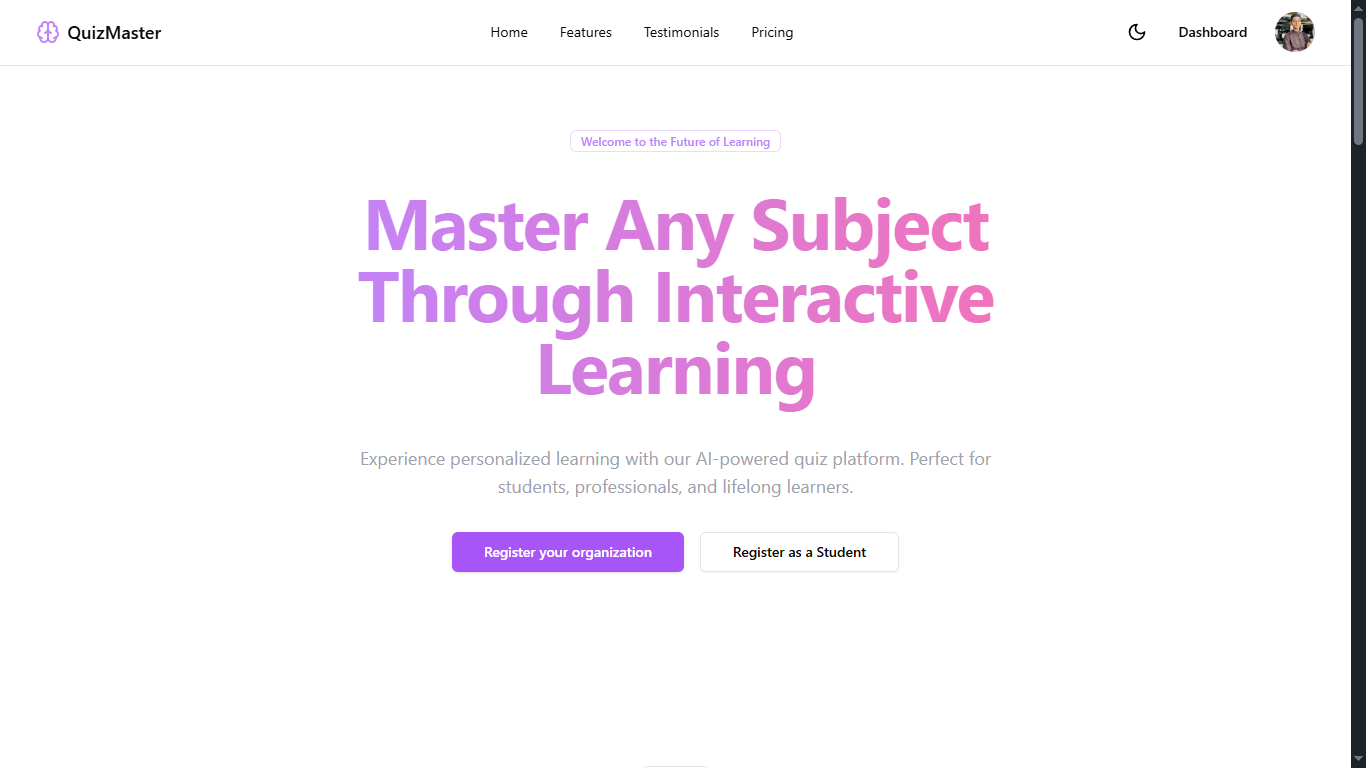 QuizMaster
Home
Features
Testimonials
Pricing
Dashboard
Welcome to the Future of Learning
Master Any Subject
Through Interactive
Learning
Experience personalized learning with our AI-powered quiz platform. Perfect for
students, professionals, and lifelong learners.
Register your organization
Register as a Student